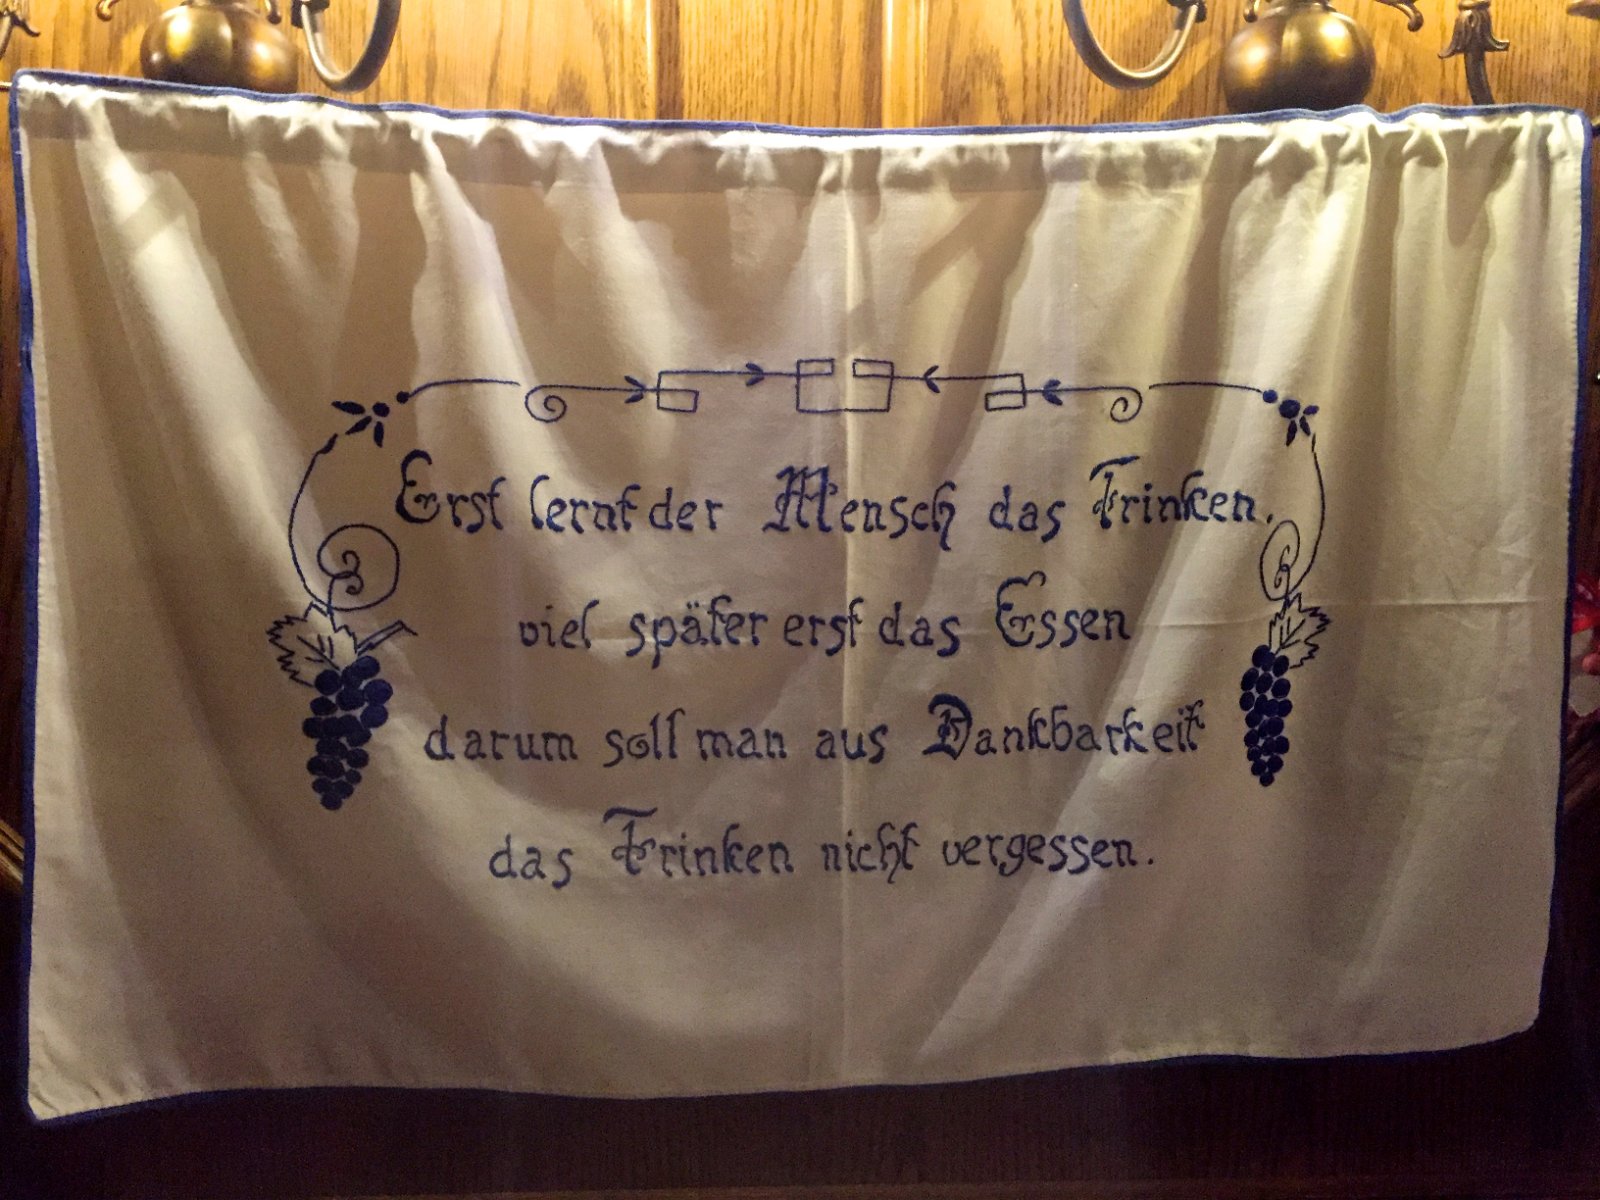 Erst lernt der Mensch das Trinken,
viel später erst das Essen
darum soll man aus Dankbarkeit
das Trinken nicht vergessen.